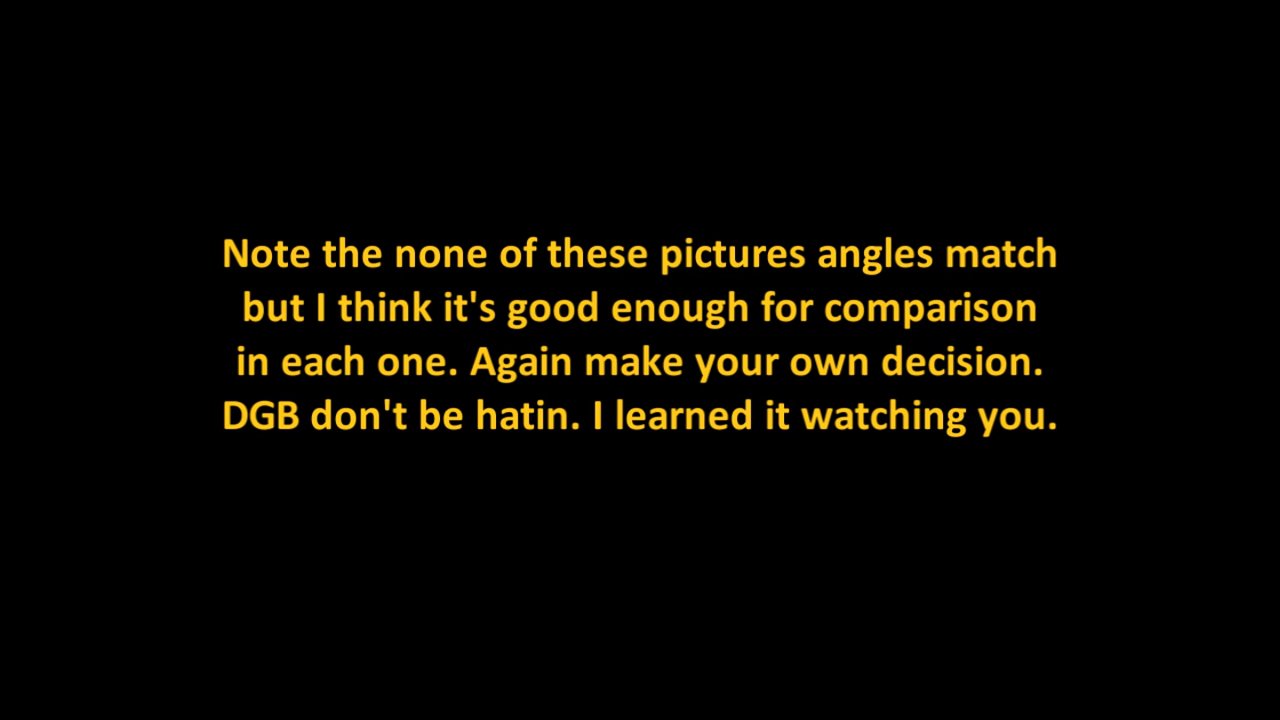 Note the none of these pictures angles match
but I think it's good enough for comparison
in each one. Again make your own decision.
DGB don't be hatin. I learned it watching you.